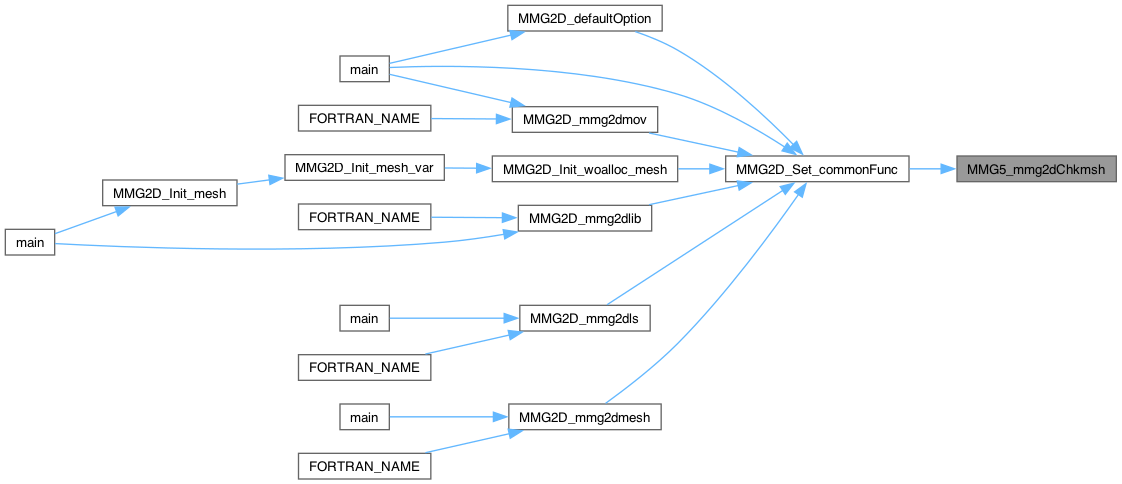 MMG2D_defaultOption
main
FORTRAN_NAME
MMG2D_mmg2dmov
MMG2D_Init_mesh_var
MMG2D_Init_woalloc_mesh
MMG2D_Set_commonFunc
MMG5_mmg2dChkmsh
MMG2D_Init_mesh
FORTRAN_NAME
MMG2D_mmg2dlib
main
main
MMG2D_mmg2dls
FORTRAN_NAME
main
MMG2D_mmg2dmesh
FORTRAN_NAME